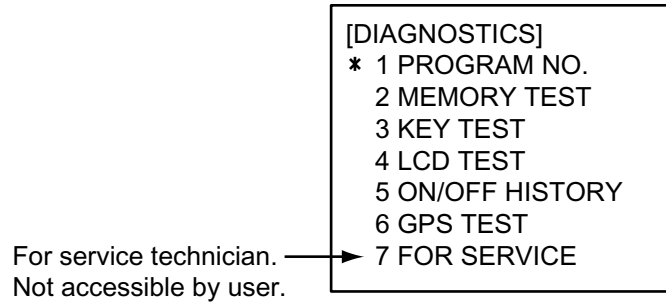 [DIAGNOSTICS]
* 1 PROGRAM NO.
2 MEMORY TEST
3 KEY TEST
4 LCD TEST
5 ON/OFF HISTORY
6 GPS TEST
7 FOR SERVICE
For service technician.
Not accessible by user.